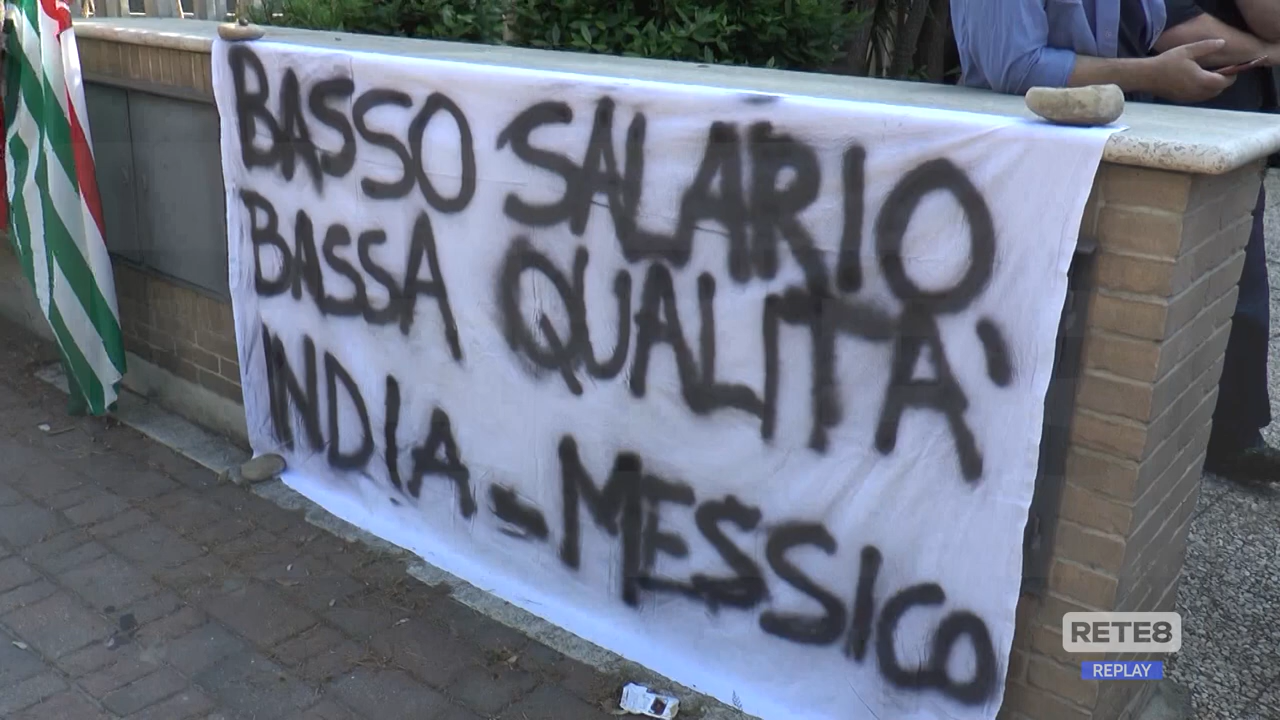 BASSO SALARIO
BASSA QUALITA'
INDIA - MESSICO
RETE8
REPLAY